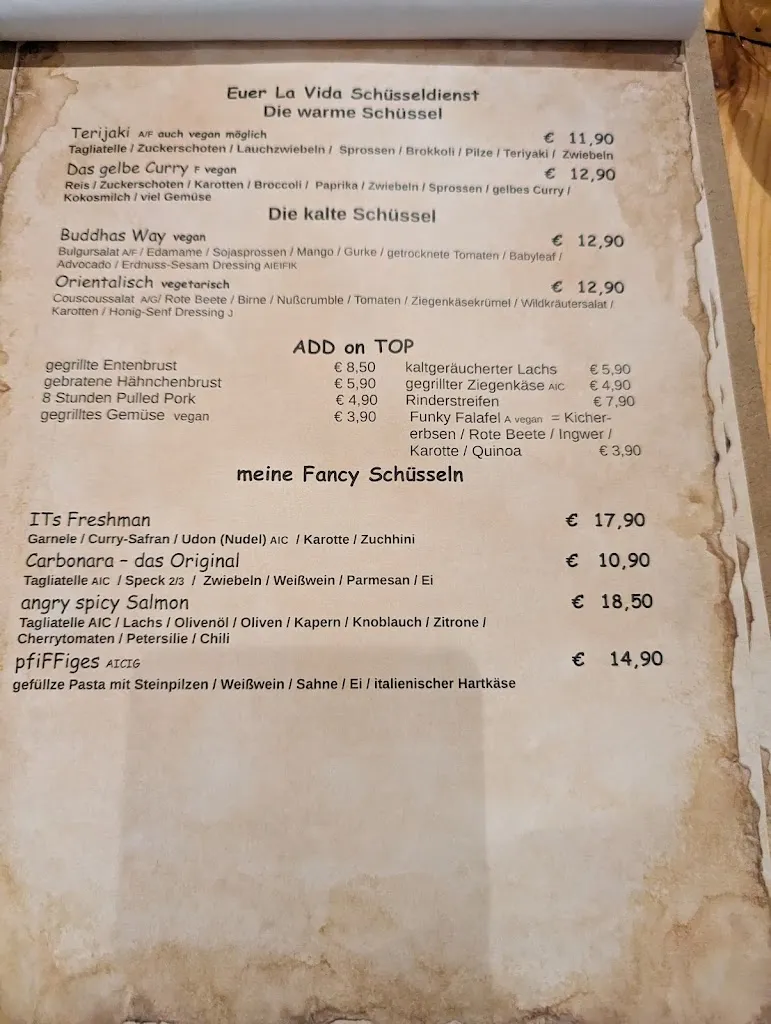 Euer La Vida Schüsseldienst
Die warme Schüssel
Terijaki A/F auch vegan möglich € 11,90
Tagliatelle / Zuckerschoten / Lauchzwiebeln / Sprossen / Brokkoli / Pilze / Teriyaki / Zwiebeln
Das gelbe Curry F vegan € 12,90
Reis / Zuckerschoten / Karotten / Broccoli / Paprika / Zwiebeln / Sprossen / gelbes Curry /
Kokosmilch / viel Gemüse
Die kalte Schüssel
Buddhas Way vegan € 12,90
Bulgursalat A/F / Edamame / Sojasprossen / Mango / Gurke / getrocknete Tomaten / Babyleaf /
Advocado / Erdnuss-Sesam Dressing AIEIFIK
Orientalisch vegetarisch € 12,90
Couscoussalat A/G/ Rote Beete / Birne / Nußcrumble / Tomaten / Ziegenkäsekrümel / Wildkräutersalat /
Karotten / Honig-Senf Dressing J
ADD on TOP
gegrillte Entenbrust € 8,50
gebratene Hähnchenbrust € 5,90
8 Stunden Pulled Pork € 4,90
gegrilltes Gemüse vegan € 3,90
kaltgeräucherter Lachs € 5,90
gegrillter Ziegenkäse AIC € 4,90
Rinderstreifen € 7,90
Funky Falafel A vegan = Kicher-
erbsen / Rote Beete / Ingwer /
Karotte / Quinoa € 3,90
meine Fancy Schüsseln
ITs Freshman € 17,90
Garnele / Curry-Safran / Udon (Nudel) AIC / Karotte / Zuchhini
Carbonara - das Original € 10,90
Tagliatelle AIC / Speck 2/3 / Zwiebeln / Weißwein / Parmesan / Ei
angry spicy Salmon € 18,50
Tagliatelle AIC / Lachs / Olivenöl / Oliven / Kapern / Knoblauch / Zitrone /
Cherrytomaten / Petersilie / Chili
pfiFFiges AICIG € 14,90
gefüllze Pasta mit Steinpilzen / Weißwein / Sahne / Ei / italienischer Hartkäse